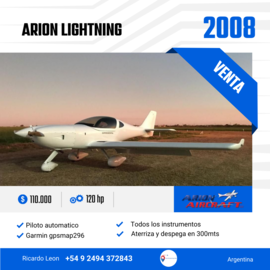 ARION LIGHTNING
2008
VENTA
$ 110.000
120 hp
AIRCRAFT
Piloto automatico
Garmin gpsmap296
Todos los instrumentos
Aterriza y despega en 300mts
Ricardo Leon
+54 9 2494 372843
Argentina